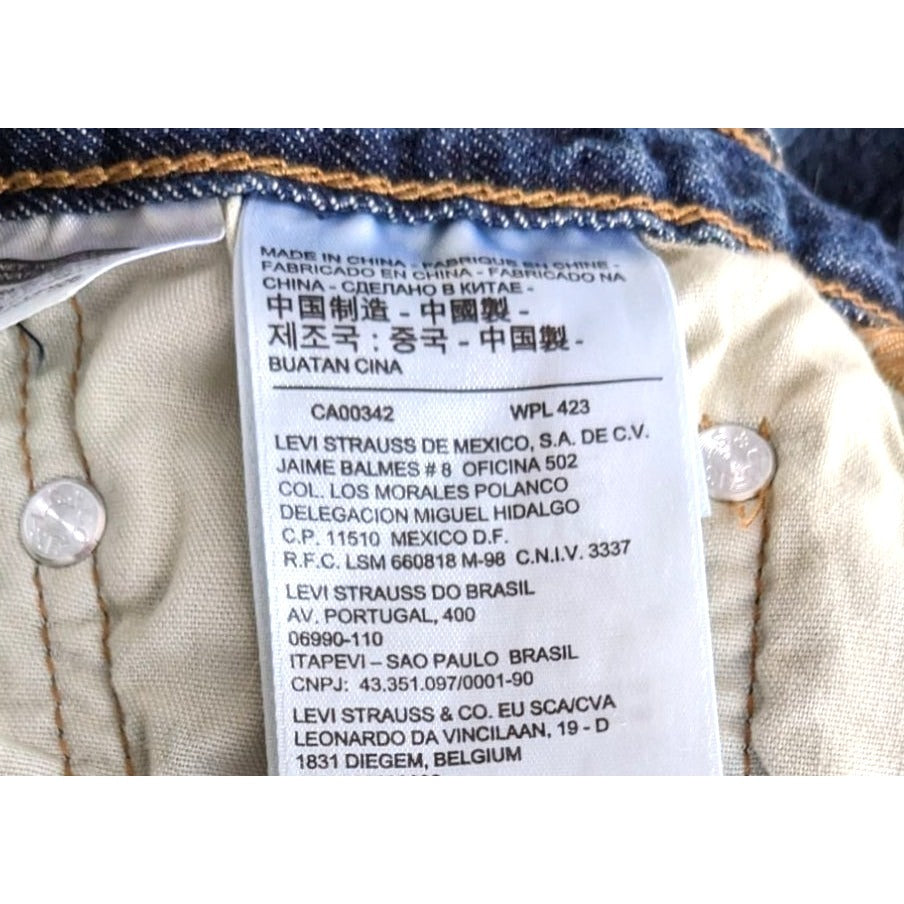 MADE IN CHINA - FABRIQUE EN CHINE -
FABRICADO EN CHINA - FABRICADO NA
CHINA - СДЕЛАНО В КИТАЕ -
中国制造 - 中國製 -
제조국 : 중국 - 中国製 -
BUATAN CINA
CA00342 WPL 423
LEVI STRAUSS DE MEXICO, S.A. DE C.V.
JAIME BALMES # 8 OFICINA 502
COL. LOS MORALES POLANCO
DELEGACION MIGUEL HIDALGO
C.P. 11510 MEXICO D.F.
R.F.C. LSM 660818 M-98 C.N.I.V. 3337
LEVI STRAUSS DO BRASIL
AV. PORTUGAL, 400
06990-110
ITAPEVI – SAO PAULO BRASIL
CNPJ: 43.351.097/0001-90
LEVI STRAUSS & CO. EU SCA/CVA
LEONARDO DA VINCILAAN, 19 - D
1831 DIEGEM, BELGIUM